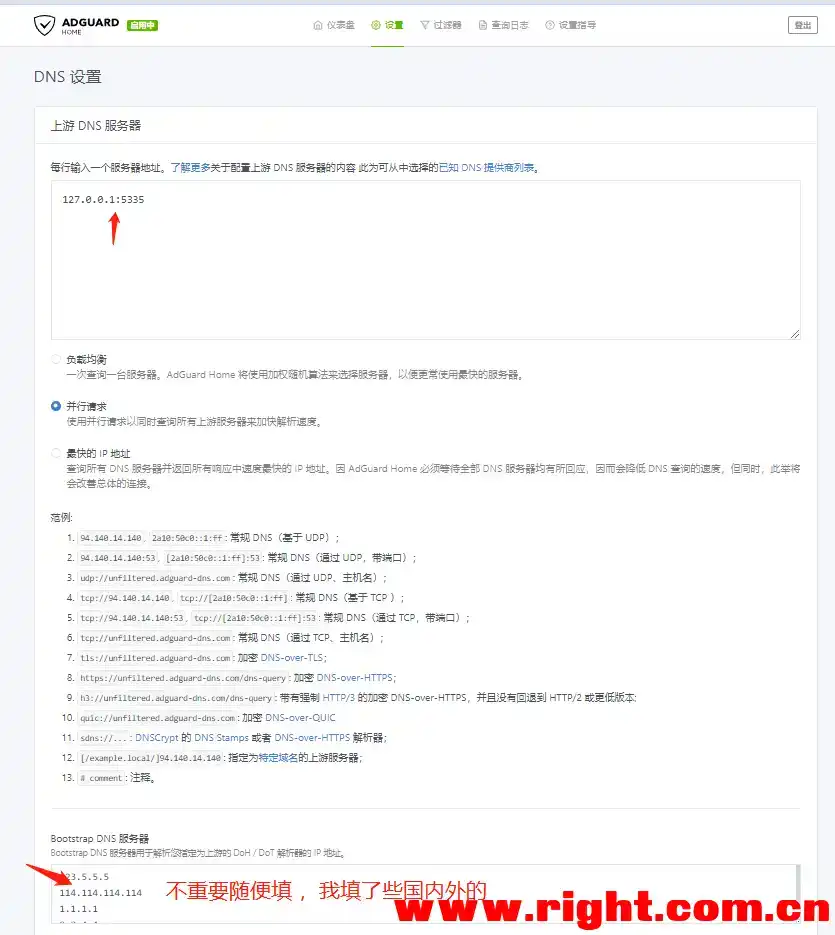 ADGUARD
HOME
启用中
仪表盘
设置
过滤器
查询日志
设置指导
登出
DNS 设置
上游 DNS 服务器
每行输入一个服务器地址。了解更多关于配置上游 DNS 服务器的内容 此为可从中选择的已知 DNS 提供商列表。
127.0.0.1:5335
负载均衡
一次查询一台服务器。AdGuard Home 将使用加权随机算法来选择服务器，以便更常使用最快的服务器。
并行请求
使用并行请求以同时查询所有上游服务器来加快解析速度。
最快的 IP 地址
查询所有 DNS 服务器并返回所有响应中速度最快的 IP 地址。因 AdGuard Home 必须等待全部 DNS 服务器均有所回应，因而会降低 DNS 查询的速度，但同时，此举将
会改善总体的连接。
范例:
1. 94.140.14.140, 2a10:50c0::1:ff : 常规 DNS（基于 UDP）;
2. 94.140.14.140:53, [2a10:50c0::1:ff]:53 : 常规 DNS（通过 UDP，带端口）;
3. udp://unfiltered.adguard-dns.com : 常规 DNS（通过 UDP、主机名）;
4. tcp://94.140.14.140, tcp://[2a10:50c0::1:ff] : 常规 DNS（基于 TCP ）;
5. tcp://94.140.14.140:53, tcp://[2a10:50c0::1:ff]:53 : 常规 DNS（通过 TCP，带端口）;
6. tcp://unfiltered.adguard-dns.com : 常规 DNS（通过 TCP、主机名）;
7. tls://unfiltered.adguard-dns.com : 加密 DNS-over-TLS;
8. https://unfiltered.adguard-dns.com/dns-query : 加密 DNS-over-HTTPS;
9. h3://unfiltered.adguard-dns.com/dns-query : 带有强制 HTTP/3 的加密 DNS-over-HTTPS，并且没有回退到 HTTP/2 或更低版本;
10. quic://unfiltered.adguard-dns.com : 加密 DNS-over-QUIC
11. sdns://... : DNSCrypt 的 DNS Stamps 或者 DNS-over-HTTPS 解析器;
12. [/example.local/]94.140.14.140 : 指定为特定域名的上游服务器;
13. # comment : 注释。
Bootstrap DNS 服务器
Bootstrap DNS 服务器用于解析您指定为上游的 DoH / DoT 解析器的 IP 地址。
23.5.5.5
114.114.114.114
1.1.1.1
不重要随便填 ，我填了些国内外的
www.right.com.cn